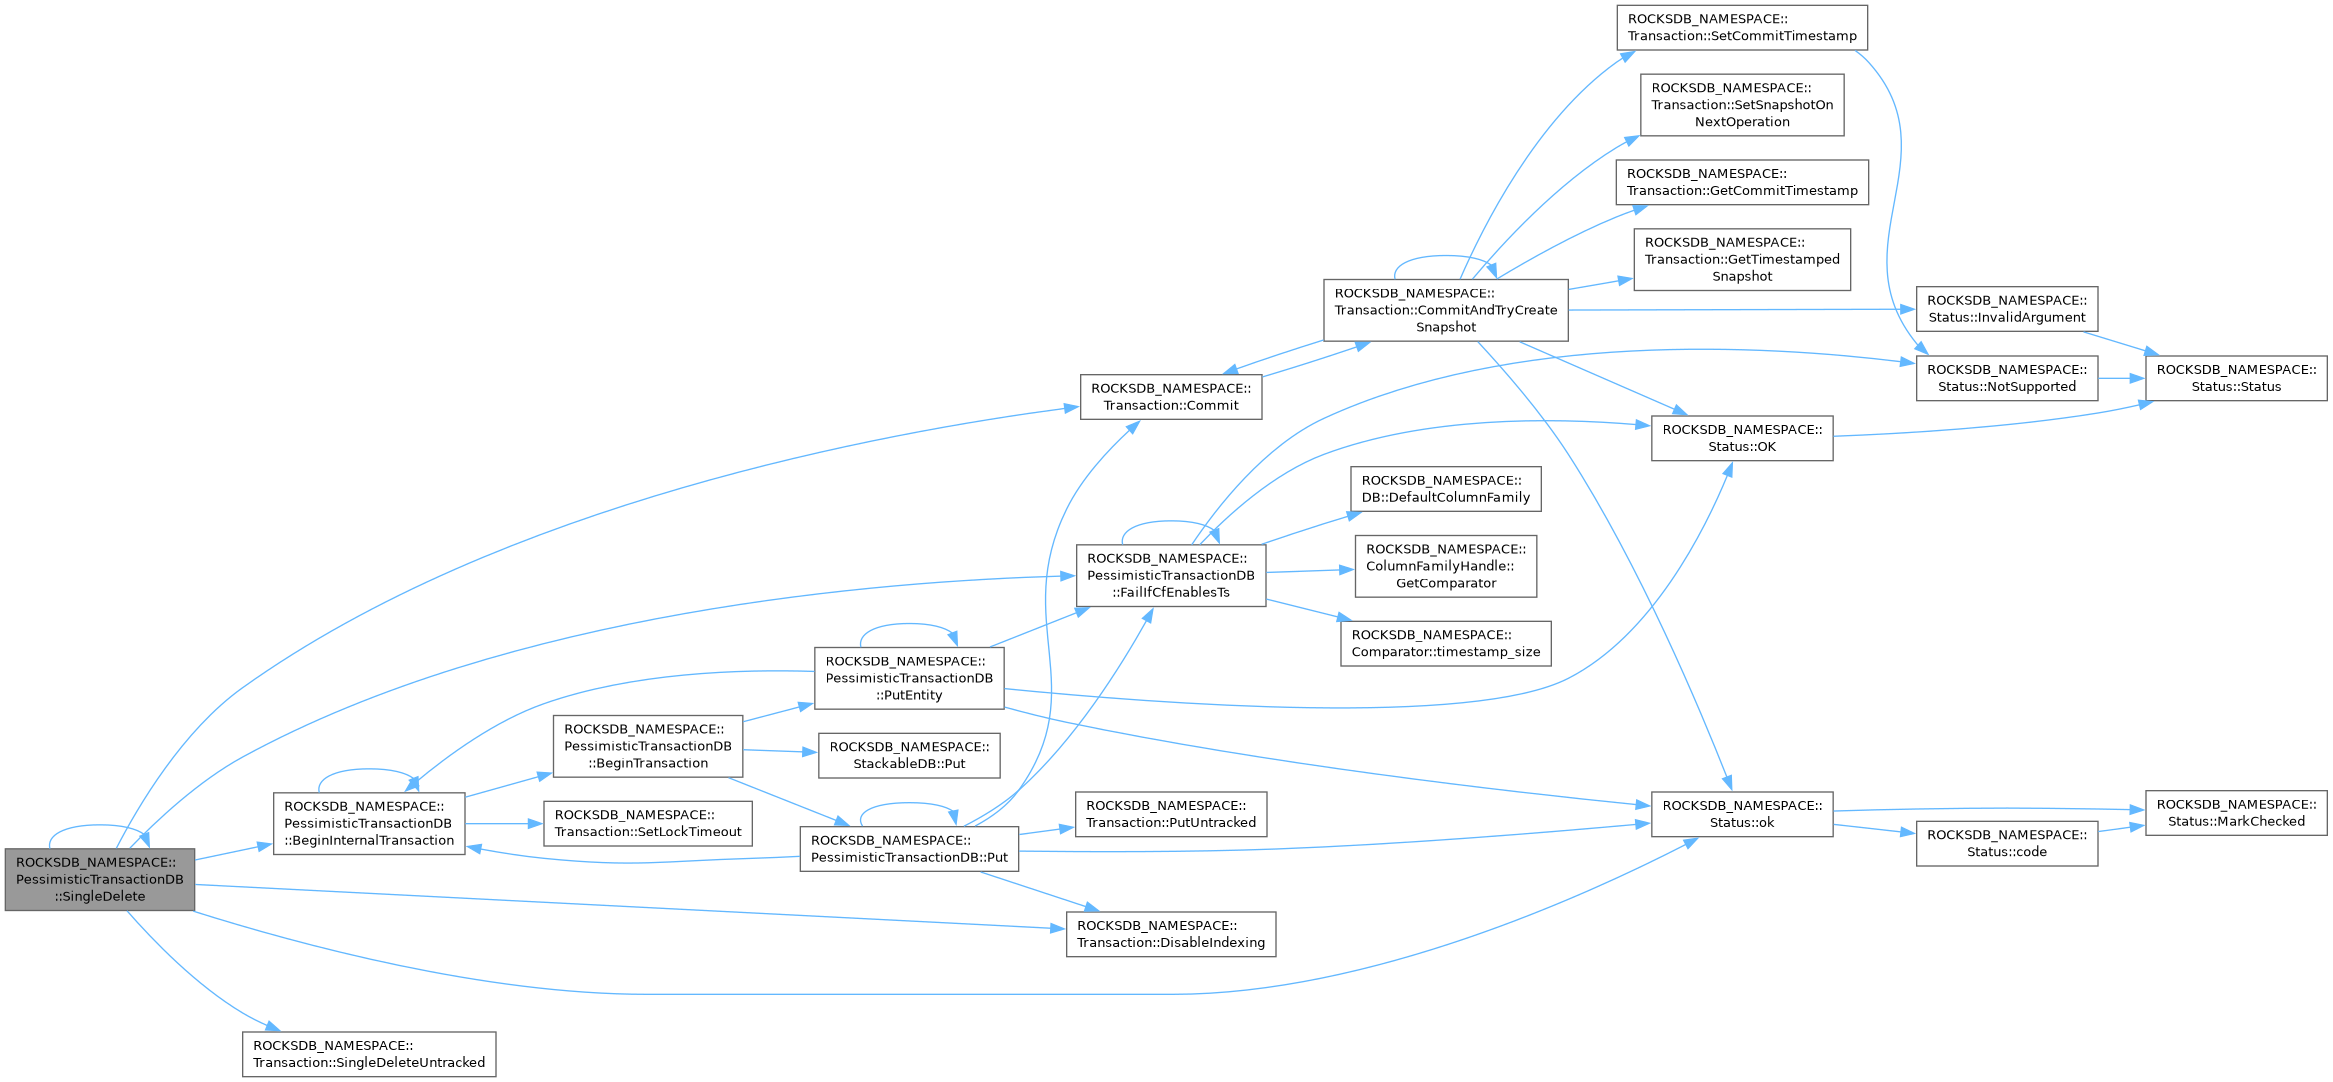 ROCKSDB_NAMESPACE::
PessimisticTransactionDB
::SingleDelete
ROCKSDB_NAMESPACE::
PessimisticTransactionDB
::BeginInternalTransaction
ROCKSDB_NAMESPACE::
Transaction::SingleDeleteUntracked
ROCKSDB_NAMESPACE::
PessimisticTransactionDB
::BeginTransaction
ROCKSDB_NAMESPACE::
Transaction::SetLockTimeout
ROCKSDB_NAMESPACE::
PessimisticTransactionDB
::PutEntity
ROCKSDB_NAMESPACE::
StackableDB::Put
ROCKSDB_NAMESPACE::
PessimisticTransactionDB::Put
ROCKSDB_NAMESPACE::
Transaction::Commit
ROCKSDB_NAMESPACE::
PessimisticTransactionDB
::FailIfCfEnablesTs
ROCKSDB_NAMESPACE::
Transaction::PutUntracked
ROCKSDB_NAMESPACE::
Transaction::DisableIndexing
ROCKSDB_NAMESPACE::
Transaction::CommitAndTryCreate
Snapshot
ROCKSDB_NAMESPACE::
DB::DefaultColumnFamily
ROCKSDB_NAMESPACE::
ColumnFamilyHandle::
GetComparator
ROCKSDB_NAMESPACE::
Comparator::timestamp_size
ROCKSDB_NAMESPACE::
Transaction::SetCommitTimestamp
ROCKSDB_NAMESPACE::
Transaction::SetSnapshotOn
NextOperation
ROCKSDB_NAMESPACE::
Transaction::GetCommitTimestamp
ROCKSDB_NAMESPACE::
Transaction::GetTimestamped
Snapshot
ROCKSDB_NAMESPACE::
Status::OK
ROCKSDB_NAMESPACE::
Status::ok
ROCKSDB_NAMESPACE::
Status::InvalidArgument
ROCKSDB_NAMESPACE::
Status::NotSupported
ROCKSDB_NAMESPACE::
Status::code
ROCKSDB_NAMESPACE::
Status::Status
ROCKSDB_NAMESPACE::
Status::MarkChecked